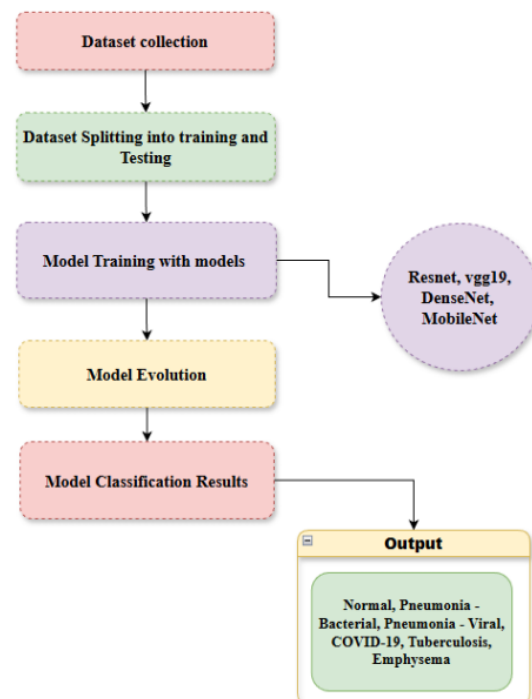 Dataset collection
Dataset Splitting into training and
Testing
Model Training with models
Resnet, vgg19,
DenseNet,
MobileNet
Model Evolution
Model Classification Results
Output
Normal, Pneumonia -
Bacterial, Pneumonia - Viral,
COVID-19, Tuberculosis,
Emphysema